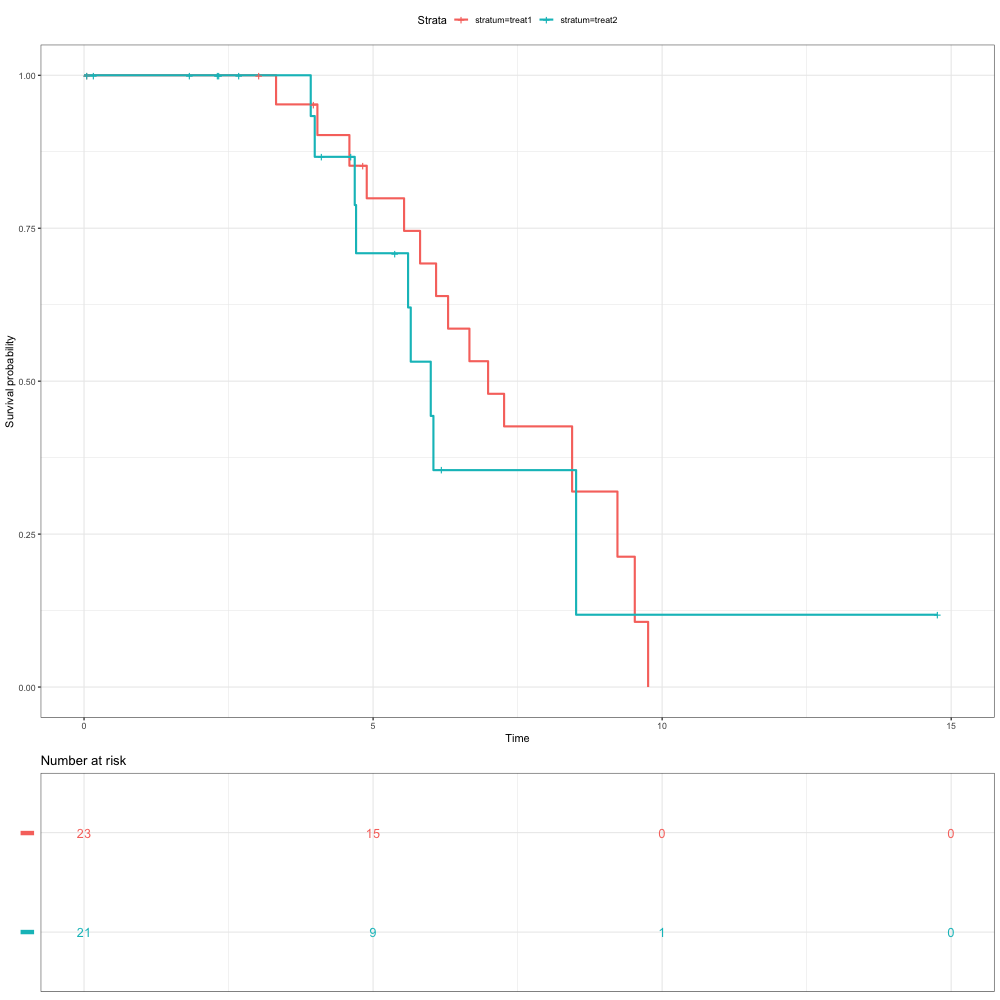 Strata stratum=treat1 stratum=treat2
1.00
0.75
0.50
0.25
0.00
Survival probability
0 5 10 15
Time
Number at risk
23 15 0 0
21 9 1 0